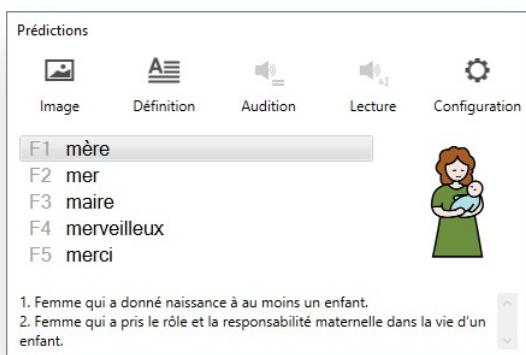 Prédictions
Image Définition Audition Lecture Configuration
F1 mère
F2 mer
F3 maire
F4 merveilleux
F5 merci
1. Femme qui a donné naissance à au moins un enfant.
2. Femme qui a pris le rôle et la responsabilité maternelle dans la vie d'un
enfant.